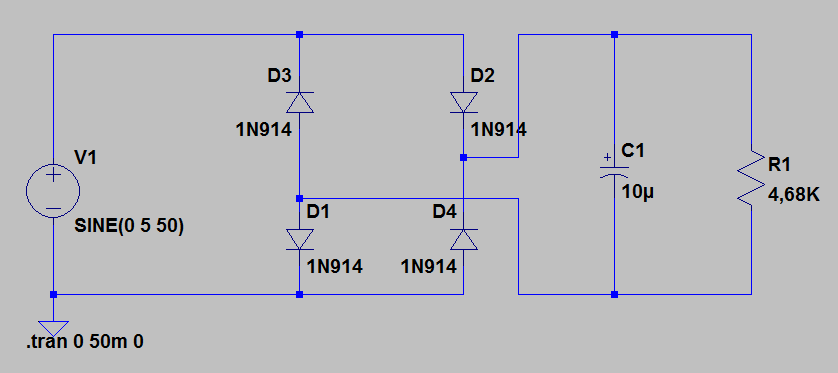 D3
D2
1N914
1N914
V1
+
C1
R1
10µ
4,68K
SINE(0 5 50)
D1
D4
1N914
1N914
.tran 0 50m 0